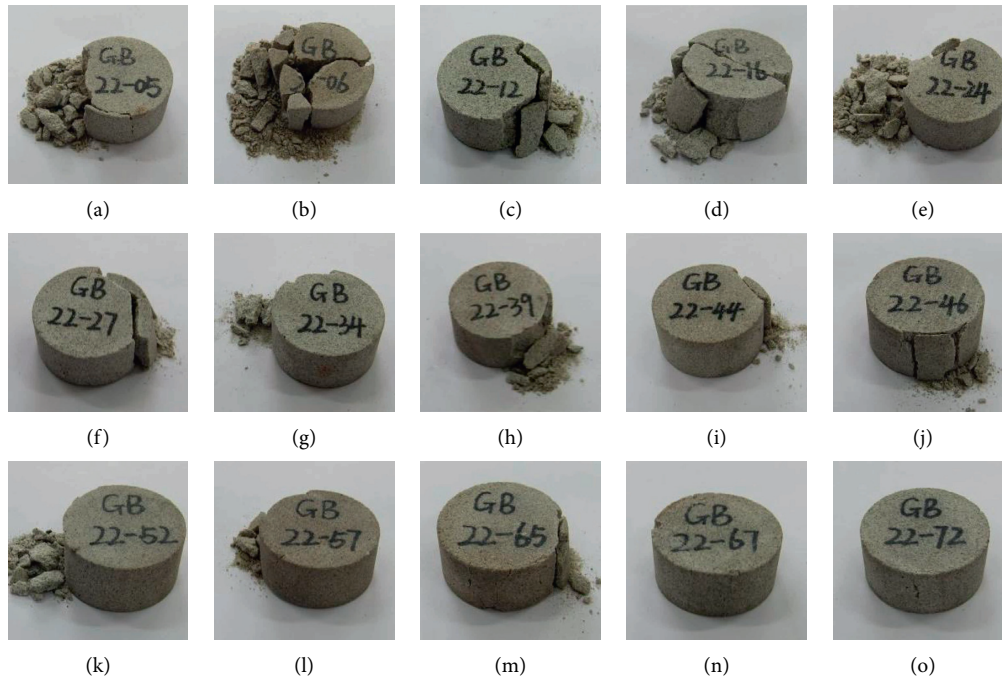 GB
22-05
GB
-06
GB
22-12
GB
22-16
GB
22-24
(a)
(b)
(c)
(d)
(e)
GB
22-27
GB
22-34
GB
22-39
GB
22-44
GB
22-46
(f)
(g)
(h)
(i)
(j)
GB
22-52
GB
22-57
GB
22-65
GB
22-67
GB
22-72
(k)
(l)
(m)
(n)
(o)